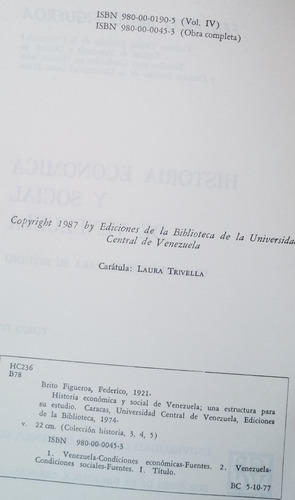 ISBN 980-00-0190-5 (Vol. IV)
ISBN 980-00-0045-3 (Obra completa)
HISTORIA ECONOMICA
Y SOCIAL
Copyright 1987 by Ediciones de la Biblioteca de la Universidad
Central de Venezuela
Carátula: LAURA TRIVELLA
HC236
B78
Brito Figueroa, Federico, 1921-
Historia económica y social de Venezuela; una estructura para
su estudio. Caracas, Universidad Central de Venezuela, Ediciones
de la Biblioteca, 1974-
v. 22 cm. (Colección historia, 3, 4, 5)
ISBN 980-00-0045-3
1. Venezuela-Condiciones económicas-Fuentes. 2. Venezuela-
Condiciones sociales-Fuentes. I. Título.
BC 5-10-77